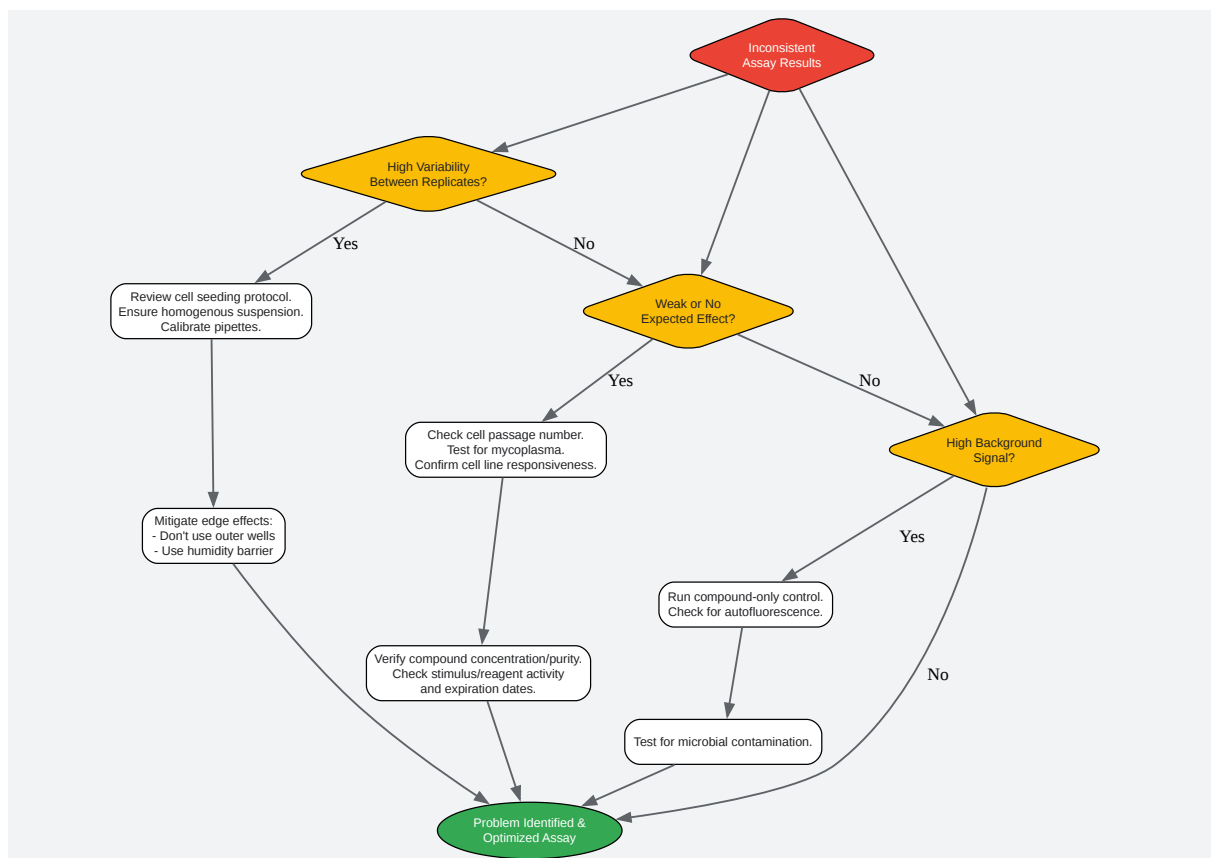 Inconsistent
Assay Results
High Variability
Between Replicates?
Yes
No
Review cell seeding protocol.
Ensure homogenous suspension.
Calibrate pipettes.
Weak or No
Expected Effect?
Yes
No
Check cell passage number.
Test for mycoplasma.
Confirm cell line responsiveness.
High Background
Signal?
Mitigate edge effects:
- Don't use outer wells
- Use humidity barrier
Yes
Run compound-only control.
Check for autofluorescence.
Verify compound concentration/purity.
Check stimulus/reagent activity
and expiration dates.
No
Test for microbial contamination.
Problem Identified &
Optimized Assay